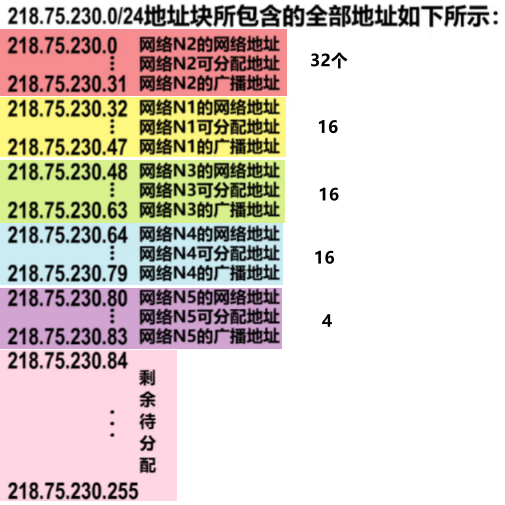 218.75.230.0/24地址块所包含的全部地址如下所示:
218.75.230.0 网络N2的网络地址
⋮ 网络N2可分配地址 32个
218.75.230.31 网络N2的广播地址
218.75.230.32 网络N1的网络地址
⋮ 网络N1可分配地址 16
218.75.230.47 网络N1的广播地址
218.75.230.48 网络N3的网络地址
⋮ 网络N3可分配地址 16
218.75.230.63 网络N3的广播地址
218.75.230.64 网络N4的网络地址
⋮ 网络N4可分配地址 16
218.75.230.79 网络N4的广播地址
218.75.230.80 网络N5的网络地址
⋮ 网络N5可分配地址 4
218.75.230.83 网络N5的广播地址
218.75.230.84
⋮ 剩余待分配
218.75.230.255